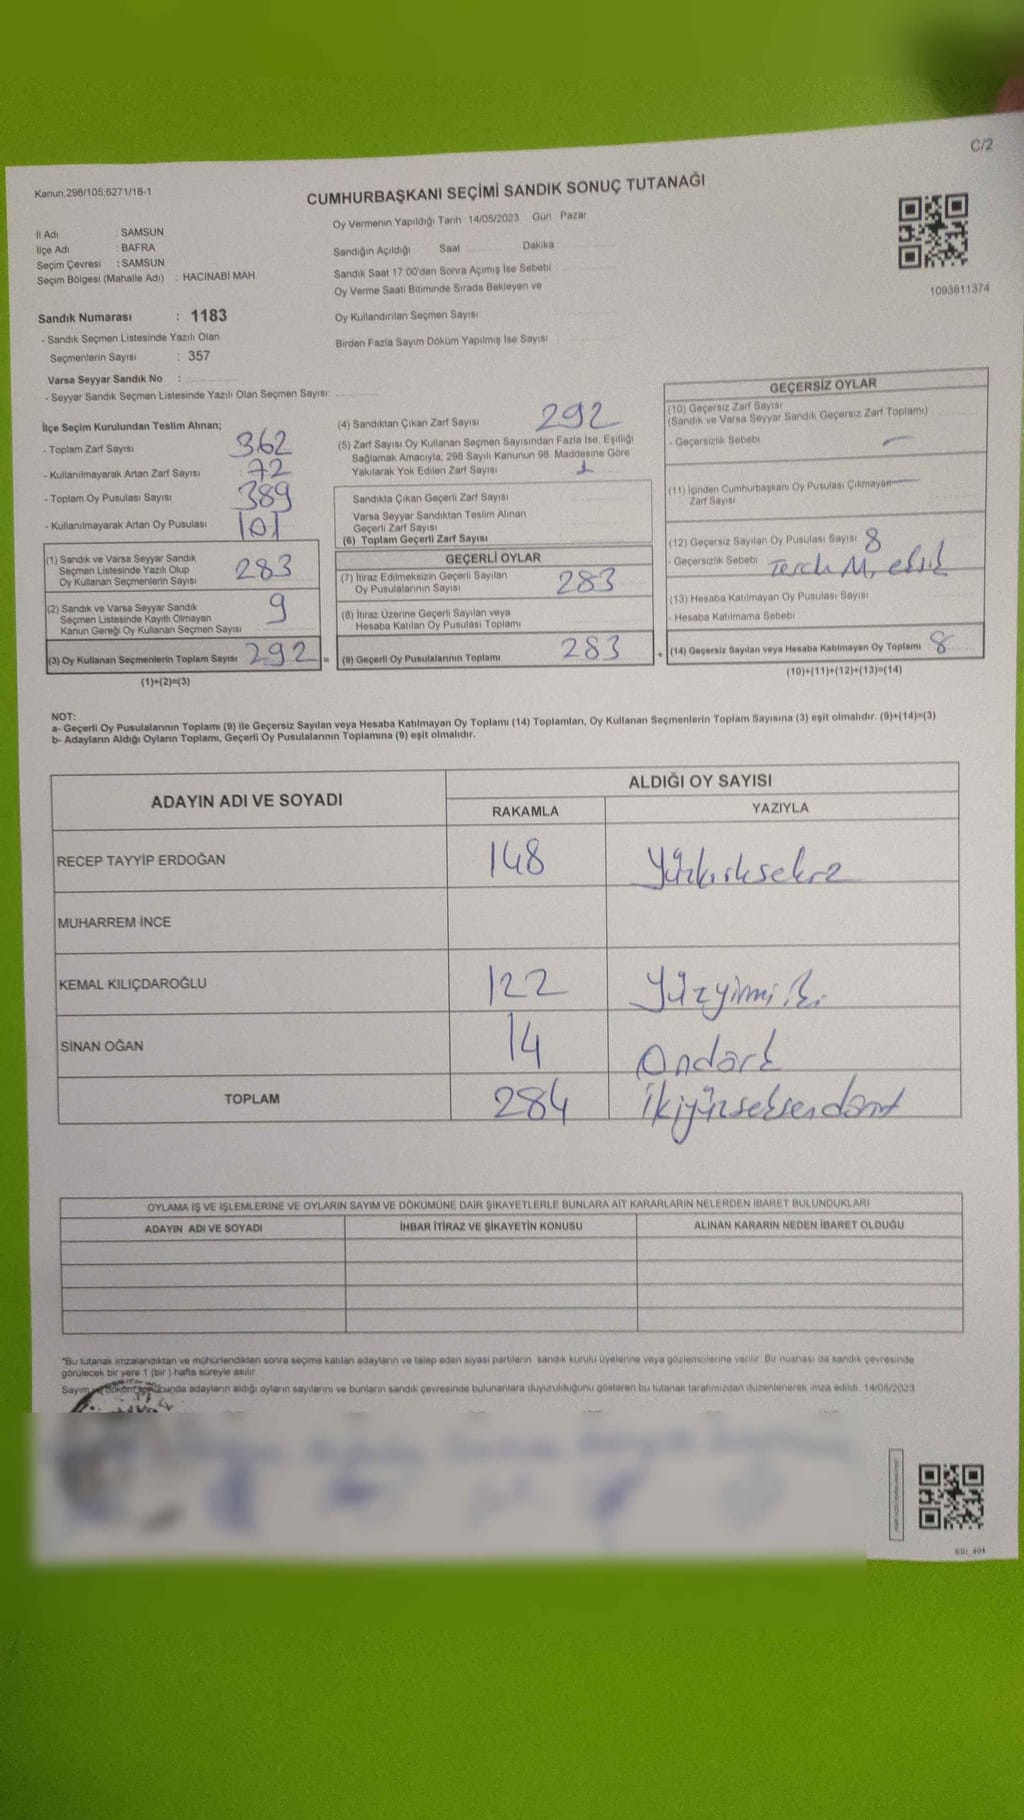 C/2
Kanun.298/105;6271/18-1
CUMHURBAŞKANI SEÇİMİ SANDIK SONUÇ TUTANAĞI
İl Adı : SAMSUN
İlçe Adı : BAFRA
Seçim Çevresi : SAMSUN
Seçim Bölgesi (Mahalle Adı) : HACINABİ MAH
Sandık Numarası : 1183
- Sandık Seçmen Listesinde Yazılı Olan
Seçmenlerin Sayısı : 357
Varsa Seyyar Sandık No :
- Seyyar Sandık Seçmen Listesinde Yazılı Olan Seçmen Sayısı:
Oy Vermenin Yapıldığı Tarih :14/05/2023 Gün : Pazar
Sandığın Açıldığı Saat Dakika
Sandık Saat 17:00'den Sonra Açımış İse Sebebi
Oy Verme Saati Bitiminde Sırada Bekleyen ve
Oy Kullandırılan Seçmen Sayısı
Birden Fazla Sayım Döküm Yapılmış İse Sayısı
1093811374
İlçe Seçim Kurulundan Teslim Alınan;
- Toplam Zarf Sayısı 362
- Kullanılmayarak Artan Zarf Sayısı 72
- Toplam Oy Pusulası Sayısı 389
- Kullanılmayarak Artan Oy Pusulası 101
(1) Sandık ve Varsa Seyyar Sandık
Seçmen Listesinde Yazılı Olup
Oy Kullanan Seçmenlerin Sayısı 283
(2) Sandık ve Varsa Seyyar Sandık
Seçmen Listesinde Kayıtlı Olmayan
Kanun Gereği Oy Kullanan Seçmen Sayısı 9
(3) Oy Kullanan Seçmenlerin Toplam Sayısı 292 =
(1)+(2)=(3)
(4) Sandıktan Çıkan Zarf Sayısı 292
(5) Zarf Sayısı Oy Kullanan Seçmen Sayısından Fazla İse, Eşitliği
Sağlamak Amacıyla, 298 Sayılı Kanunun 98. Maddesine Göre
Yakılarak Yok Edilen Zarf Sayısı
Sandıkta Çıkan Geçerli Zarf Sayısı
Varsa Seyyar Sandıktan Teslim Alınan
Geçerli Zarf Sayısı
(6) Toplam Geçerli Zarf Sayısı
GEÇERLİ OYLAR
(7) İtiraz Edilmeksizin Geçerli Sayılan
Oy Pusulalarının Sayısı 283
(8) İtiraz Üzerine Geçerli Sayılan veya
Hesaba Katılan Oy Pusulası Toplamı
(9) Geçerli Oy Pusulalarının Toplamı 283 +
GEÇERSİZ OYLAR
(10) Geçersiz Zarf Sayısı
(Sandık ve Varsa Seyyar Sandık Geçersiz Zarf Toplamı)
- Geçersizlik Sebebi
(11) İçinden Cumhurbaşkanı Oy Pusulası Çıkmayan
Zarf Sayısı
(12) Geçersiz Sayılan Oy Pusulası Sayısı 8
- Geçersizlik Sebebi
(13) Hesaba Katılmayan Oy Pusulası Sayısı
- Hesaba Katılmama Sebebi
(14) Geçersiz Sayılan veya Hesaba Katılmayan Oy Toplamı 8
(10)+(11)+(12)+(13)=(14)
NOT:
a- Geçerli Oy Pusulalarının Toplamı (9) ile Geçersiz Sayılan veya Hesaba Katılmayan Oy Toplamı (14) Toplamları, Oy Kullanan Seçmenlerin Toplam Sayısına (3) eşit olmalıdır. (9)+(14)=(3)
b- Adayların Aldığı Oyların Toplamı, Geçerli Oy Pusulalarının Toplamına (9) eşit olmalıdır.
ADAYIN ADI VE SOYADI
ALDIĞI OY SAYISI
RAKAMLA YAZIYLA
RECEP TAYYİP ERDOĞAN 148 Yüzkırksekiz
MUHARREM İNCE
KEMAL KILIÇDAROĞLU 122 Yüzyirmi iki
SİNAN OĞAN 14 Ondört
TOPLAM 284 İkiyüzseksendört
OYLAMA İŞ VE İŞLEMLERİNE VE OYLARIN SAYIM VE DÖKÜMÜNE DAİR ŞİKAYETLERLE BUNLARA AİT KARARLARIN NELERDEN İBARET BULUNDUKLARI
ADAYIN ADI VE SOYADI İHBAR İTİRAZ VE ŞİKAYETİN KONUSU ALINAN KARARIN NEDEN İBARET OLDUĞU
*Bu tutanak imzalandıktan ve mühürlendikten sonra seçime katılan adayların ve talep eden siyasi partilerin sandık kurulu üyelerine veya gözlemcilerine verilir. Bir nüshası da sandık çevresinde
görülecek bir yere 1 (bir ) hafta süreyle asılır.
Sayım ve döküm sonucunda adayların aldığı oyların sayılarını ve bunların sandık çevresinde bulunanlara duyurulduğunu gösteren bu tutanak tarafımızdan düzenlenerek imza edildi. 14/05/2023